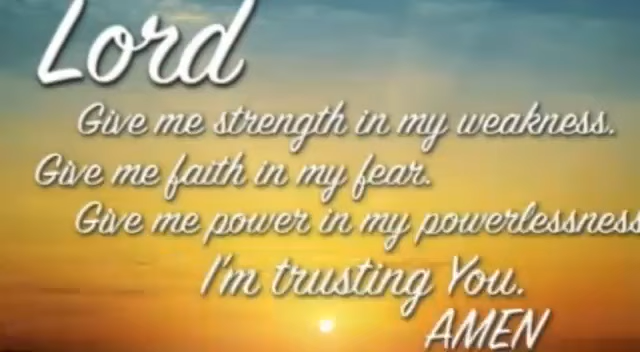 Lord
Give me strength in my weakness.
Give me faith in my fear.
Give me power in my powerlessness
I'm trusting You.
AMEN